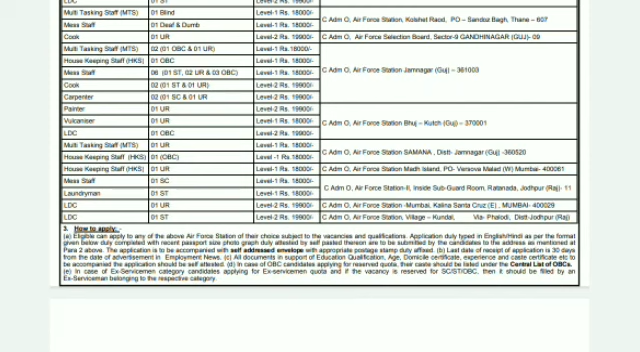 LDC 01 ST Level-2 Rs. 19900/-
Multi Tasking Staff (MTS) 01 Blind Level-1 Rs. 18000/- C Adm O, Air Force Station, Kolshet Raod, PO – Sandoz Bagh, Thane – 607
Mess Staff 01 Deaf & Dumb Level-1 Rs. 18000/-
Cook 01 UR Level-2 Rs. 19900/- C Adm O, Air Force Selection Board, Sector-9 GANDHINAGAR (GUJ)- 09
Multi Tasking Staff (MTS) 02 (01 OBC & 01 UR) Level-1 Rs.18000/-
House Keeping Staff (HKS) 01 OBC Level-1 Rs. 18000/-
Mess Staff 06 (01 ST, 02 UR & 03 OBC) Level-1 Rs. 18000/- C Adm O, Air Force Station Jamnagar (Guj) – 361003
Cook 02 (01 ST & 01 UR) Level-2 Rs. 19900/-
Carpenter 02 (01 SC & 01 UR Level-2 Rs. 19900/-
Painter 01 UR Level-2 Rs. 19900/-
Vulcaniser 01 UR Level-1 Rs. 18000/- C Adm O, Air Force Station Bhuj – Kutch (Guj) – 370001
LDC 01 OBC Level-2 Rs. 19900/-
Multi Tasking Staff (MTS) 01 UR Level-1 Rs. 18000/- C Adm O, Air Force Station SAMANA , Distt- Jamnagar (Guj) -360520
House Keeping Staff (HKS) 01 (OBC) Level -1 Rs. 18000/-
House Keeping Staff (HKS) 01 UR Level-1 Rs. 18000/- C Adm O, Air Force Station Madh Island, PO- Versova Malad (W) Mumbai- 400061
Mess Staff 01 SC Level-1 Rs. 18000/- C Adm O, Air Force Station-II, Inside Sub-Guard Room, Ratanada, Jodhpur (Raj)- 11
Laundryman 01 ST Level-1 Rs. 18000/-
LDC 01 UR Level-2 Rs. 19900/- C Adm O, Air Force Station -Mumbai, Kalina Santa Cruz (E) , MUMBAI- 400029
LDC 01 ST Level-2 Rs. 19900/- C Adm O, Air Force Station, Village – Kundal, Via- Phalodi, Distt-Jodhpur (Raj)
3. How to apply: -
(a) Eligible can apply to any of the above Air Force Station of their choice subject to the vacancies and qualifications. Application duly typed in English/Hindi as per the format
given below duly completed with recent passport size photo graph duly attested by self pasted thereon are to be submitted by the candidates to the address as mentioned at
Para 2 above. The application is to be accompanied with self addressed envelope with appropriate postage stamp duly affixed. (b) Last date of receipt of application is 30 days
from the date of advertisement in Employment News. (c) All documents in support of Education Qualification, Age, Domicile certificate, experience and caste certificate etc to
be accompanied the application should be self attested. (d) In case of OBC candidates applying for reserved quota, their caste should be listed under the Central List of OBCs.
(e) In case of Ex-Servicemen category candidates applying for Ex-servicemen quota and if the vacancy is reserved for SC/ST/OBC, then it should be filled by an
Ex-Serviceman belonging to the respective category.